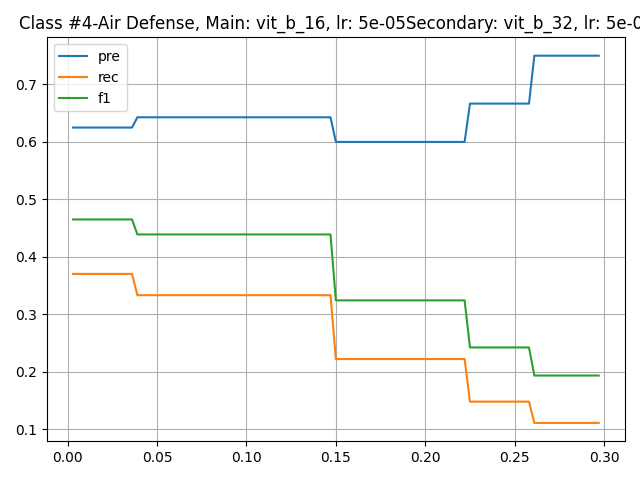 Class #4-Air Defense, Main: vit_b_16, lr: 5e-05Secondary: vit_b_32, lr: 5e-0
pre
rec
f1
0.7
0.6
0.5
0.4
0.3
0.2
0.1
0.00 0.05 0.10 0.15 0.20 0.25 0.30